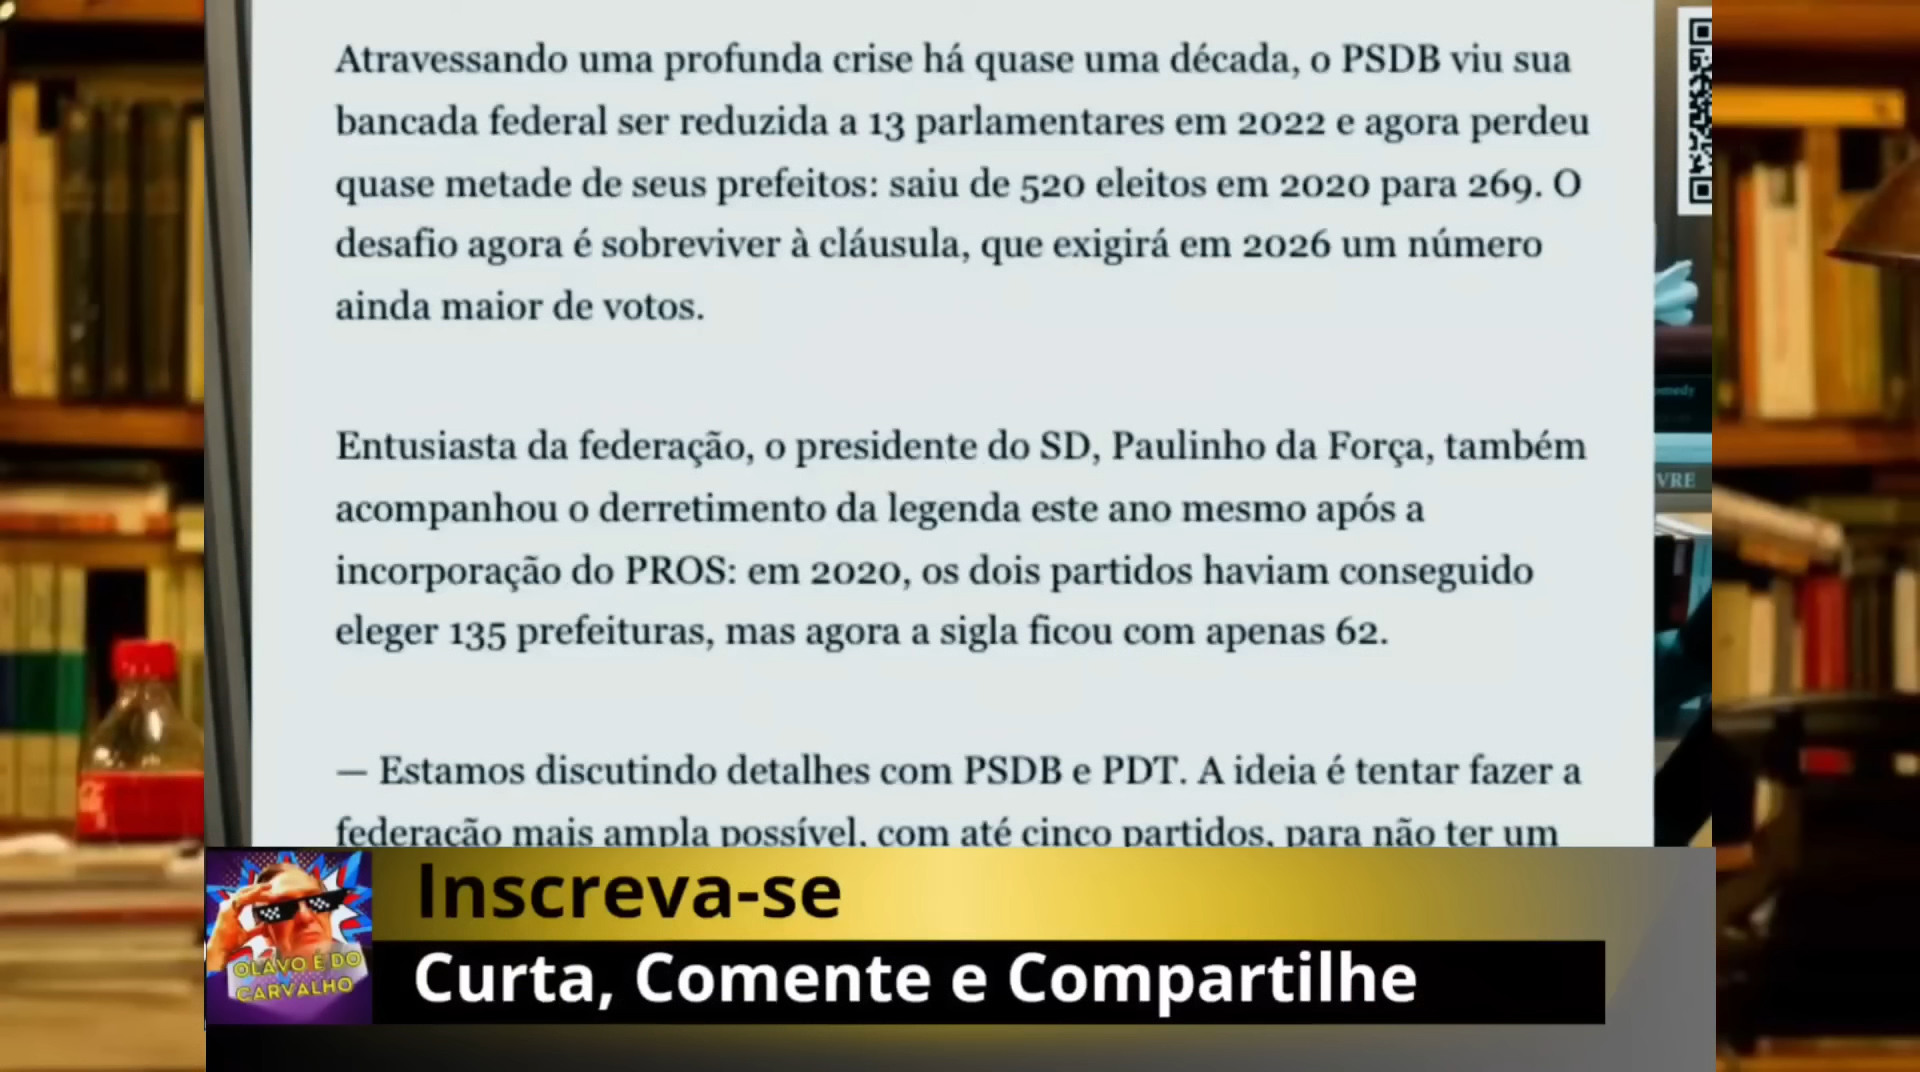 Atravessando uma profunda crise há quase uma década, o PSDB viu sua
bancada federal ser reduzida a 13 parlamentares em 2022 e agora perdeu
quase metade de seus prefeitos: saiu de 520 eleitos em 2020 para 269. O
desafio agora é sobreviver à cláusula, que exigirá em 2026 um número
ainda maior de votos.
Entusiasta da federação, o presidente do SD, Paulinho da Força, também
acompanhou o derretimento da legenda este ano mesmo após a
incorporação do PROS: em 2020, os dois partidos haviam conseguido
eleger 135 prefeituras, mas agora a sigla ficou com apenas 62.
— Estamos discutindo detalhes com PSDB e PDT. A ideia é tentar fazer a
federação mais ampla possível, com até cinco partidos, para não ter um
VRE
Inscreva-se
Curta, Comente e Compartilhe
OLAVO É DO
CARVALHO